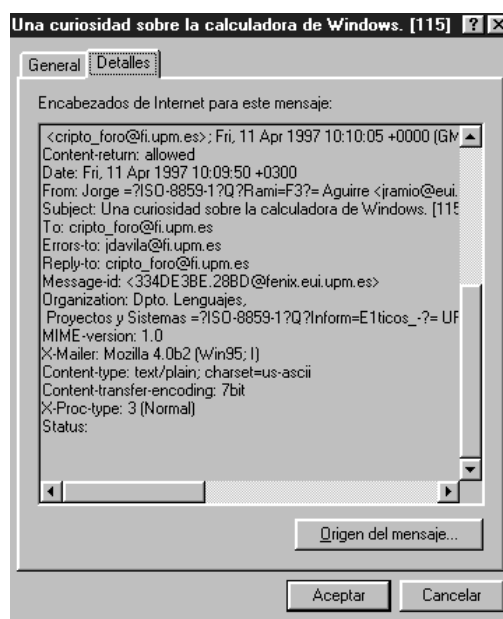 Una curiosidad sobre la calculadora de Windows. [115]
General Detalles
Encabezados de Internet para este mensaje:
<cripto_foro@fi.upm.es>; Fri, 11 Apr 1997 10:10:05 +0000 (GM
Content-return: allowed
Date: Fri, 11 Apr 1997 10:09:50 +0300
From: Jorge =?ISO-8859-1?Q?Rami=F3?= Aguirre <jramio@eui.
Subject: Una curiosidad sobre la calculadora de Windows. [115
To: cripto_foro@fi.upm.es
Errors-to: jdavila@fi.upm.es
Reply-to: cripto_foro@fi.upm.es
Message-id: <334DE3BE.28BD@fenix.eui.upm.es>
Organization: Dpto. Lenguajes,
Proyectos y Sistemas =?ISO-8859-1?Q?Inform=E1ticos_-?= UF
MIME-version: 1.0
X-Mailer: Mozilla 4.0b2 (Win95; I)
Content-type: text/plain; charset=us-ascii
Content-transfer-encoding: 7bit
X-Proc-type: 3 (Normal)
Status:
Origen del mensaje...
Aceptar Cancelar